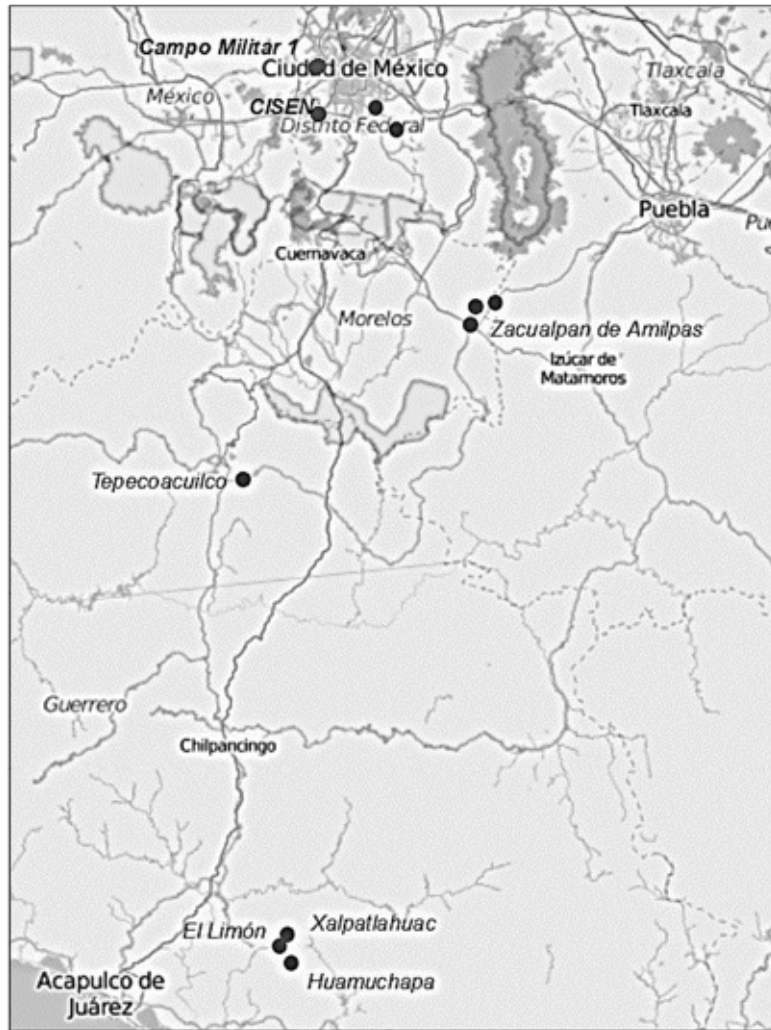 Campo Militar 1
Ciudad de México
Tlaxcala
México
CISEN
Distrito Federal
Tlaxcala
Puebla
Cuernavaca
Morelos
Zacualpan de Amilpas
Izúcar de
Matamoros
Tepecoacuilco
Guerrero
Chilpancingo
El Limón
Xalpatlahuac
Huamuchapa
Acapulco de
Juárez